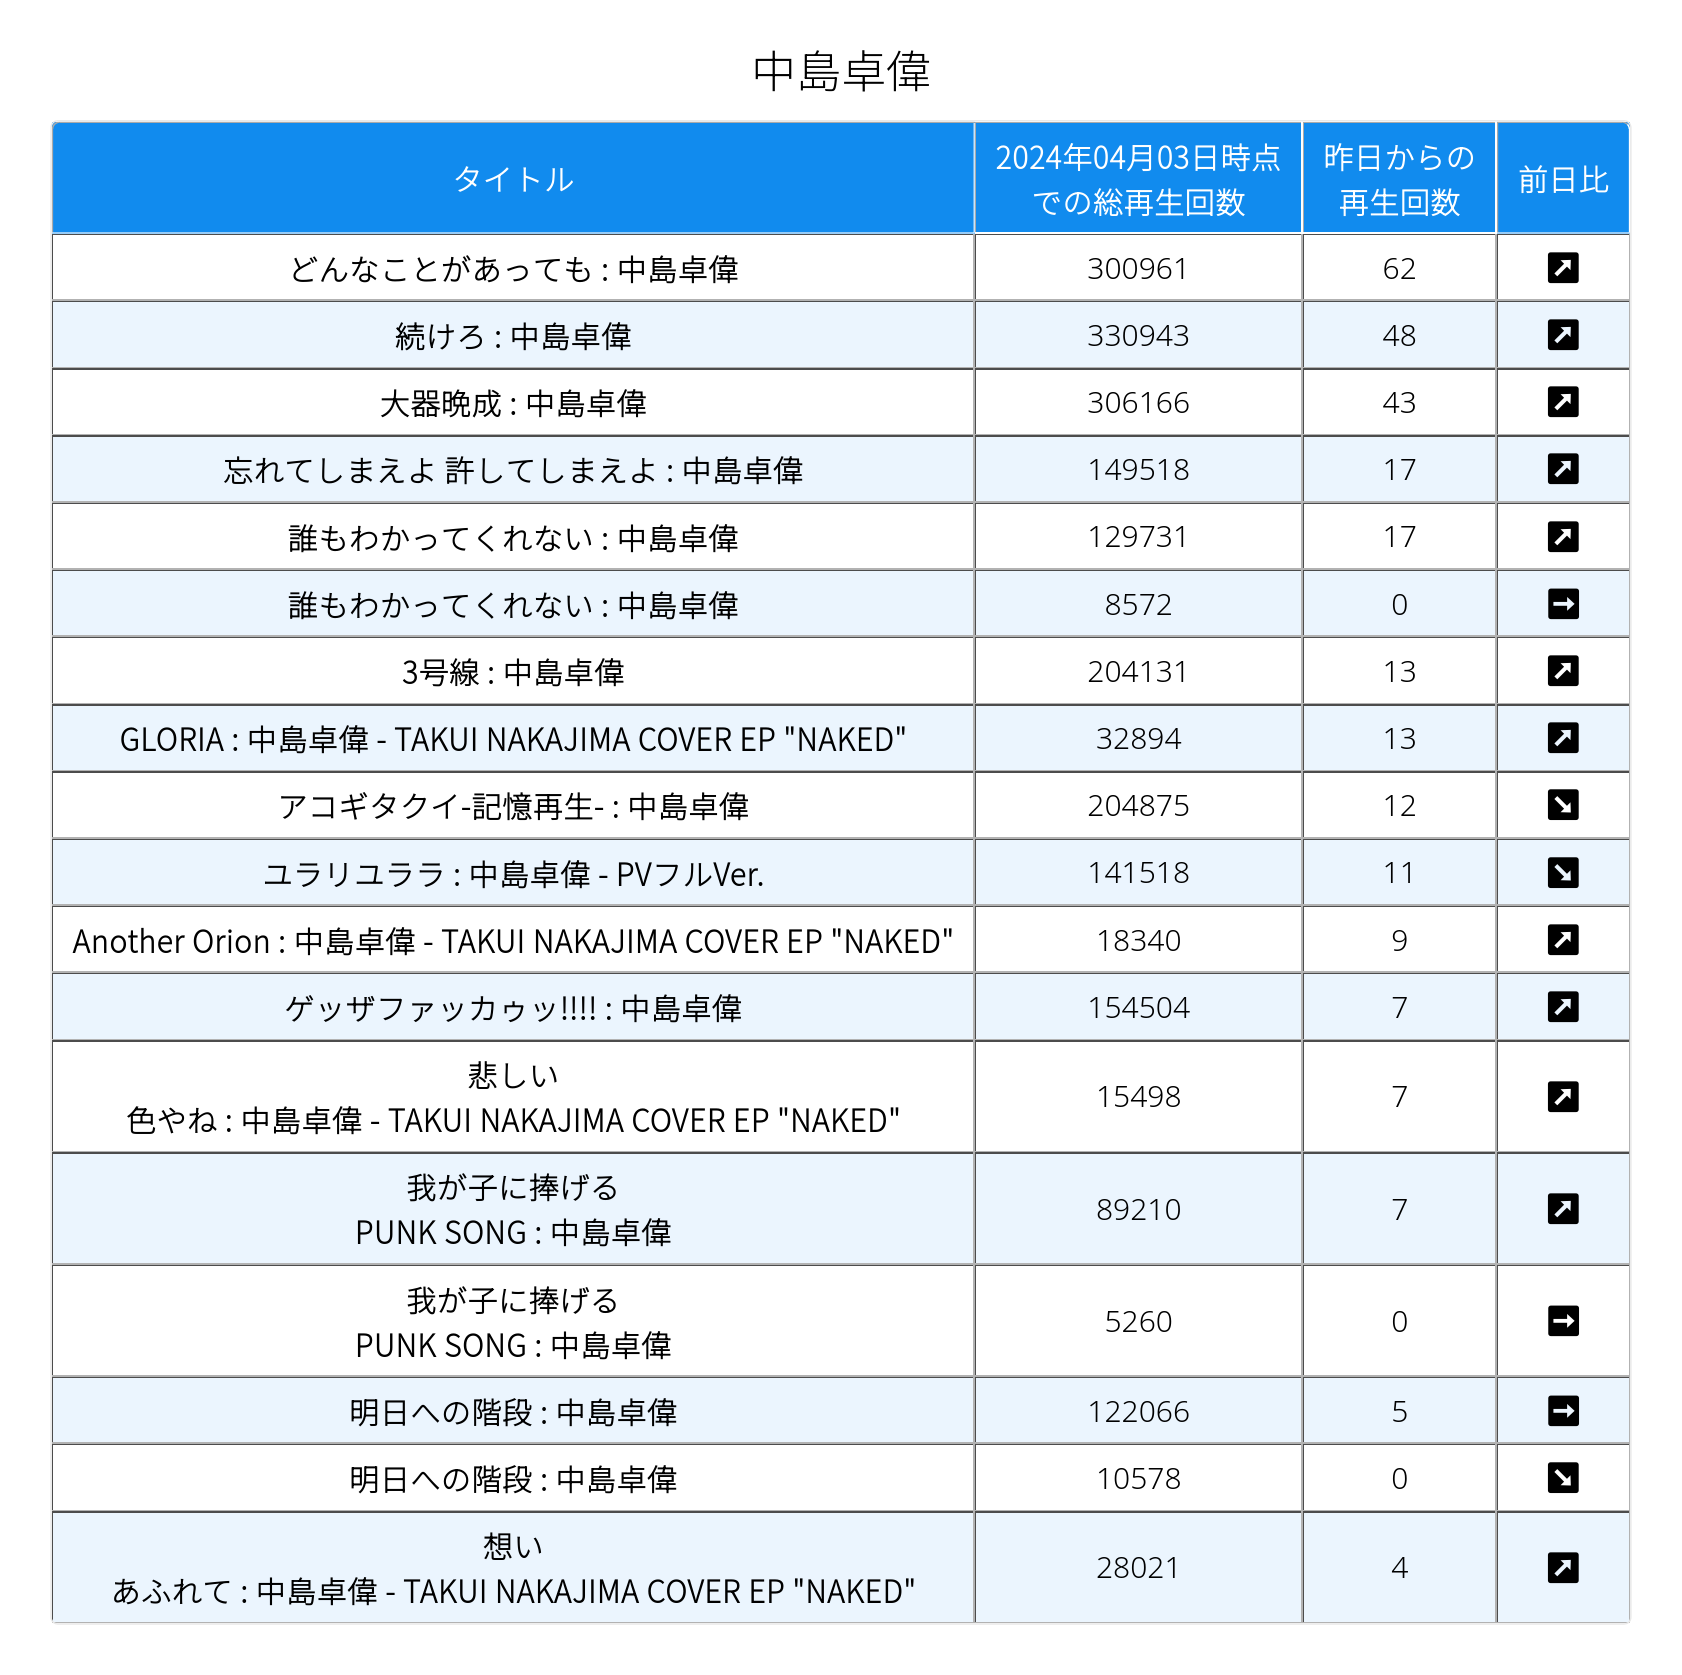 中島卓偉
タイトル
2024年04月03日時点
での総再生回数
昨日からの
再生回数
前日比
どんなことがあっても : 中島卓偉 300961 62
続けろ : 中島卓偉 330943 48
大器晩成 : 中島卓偉 306166 43
忘れてしまえよ 許してしまえよ : 中島卓偉 149518 17
誰もわかってくれない : 中島卓偉 129731 17
誰もわかってくれない : 中島卓偉 8572 0
3号線 : 中島卓偉 204131 13
GLORIA : 中島卓偉 - TAKUI NAKAJIMA COVER EP "NAKED" 32894 13
アコギタクイ-記憶再生- : 中島卓偉 204875 12
ユラリユララ : 中島卓偉 - PVフルVer. 141518 11
Another Orion : 中島卓偉 - TAKUI NAKAJIMA COVER EP "NAKED" 18340 9
ゲッザファッカゥッ!!!! : 中島卓偉 154504 7
悲しい
色やね : 中島卓偉 - TAKUI NAKAJIMA COVER EP "NAKED" 15498 7
我が子に捧げる
PUNK SONG : 中島卓偉 89210 7
我が子に捧げる
PUNK SONG : 中島卓偉 5260 0
明日への階段 : 中島卓偉 122066 5
明日への階段 : 中島卓偉 10578 0
想い
あふれて : 中島卓偉 - TAKUI NAKAJIMA COVER EP "NAKED" 28021 4